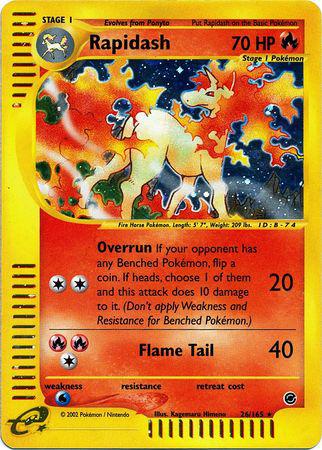 STAGE 1 Evolves from Ponyta Put Rapidash on the Basic Pokémon
Rapidash 70 HP
Stage 1 Pokémon
Fire Horse Pokémon, Length: 5' 7", Weight: 209 lbs. ID: B-74
Overrun If your opponent has
any Benched Pokémon, flip a
coin. If heads, choose 1 of them
and this attack does 10 damage
to it. (Don't apply Weakness and
Resistance for Benched Pokémon.)
20
Flame Tail 40
weakness resistance retreat cost
e © 2002 Pokémon / Nintendo Illus. Kagemaru Himeno 26/165 ★